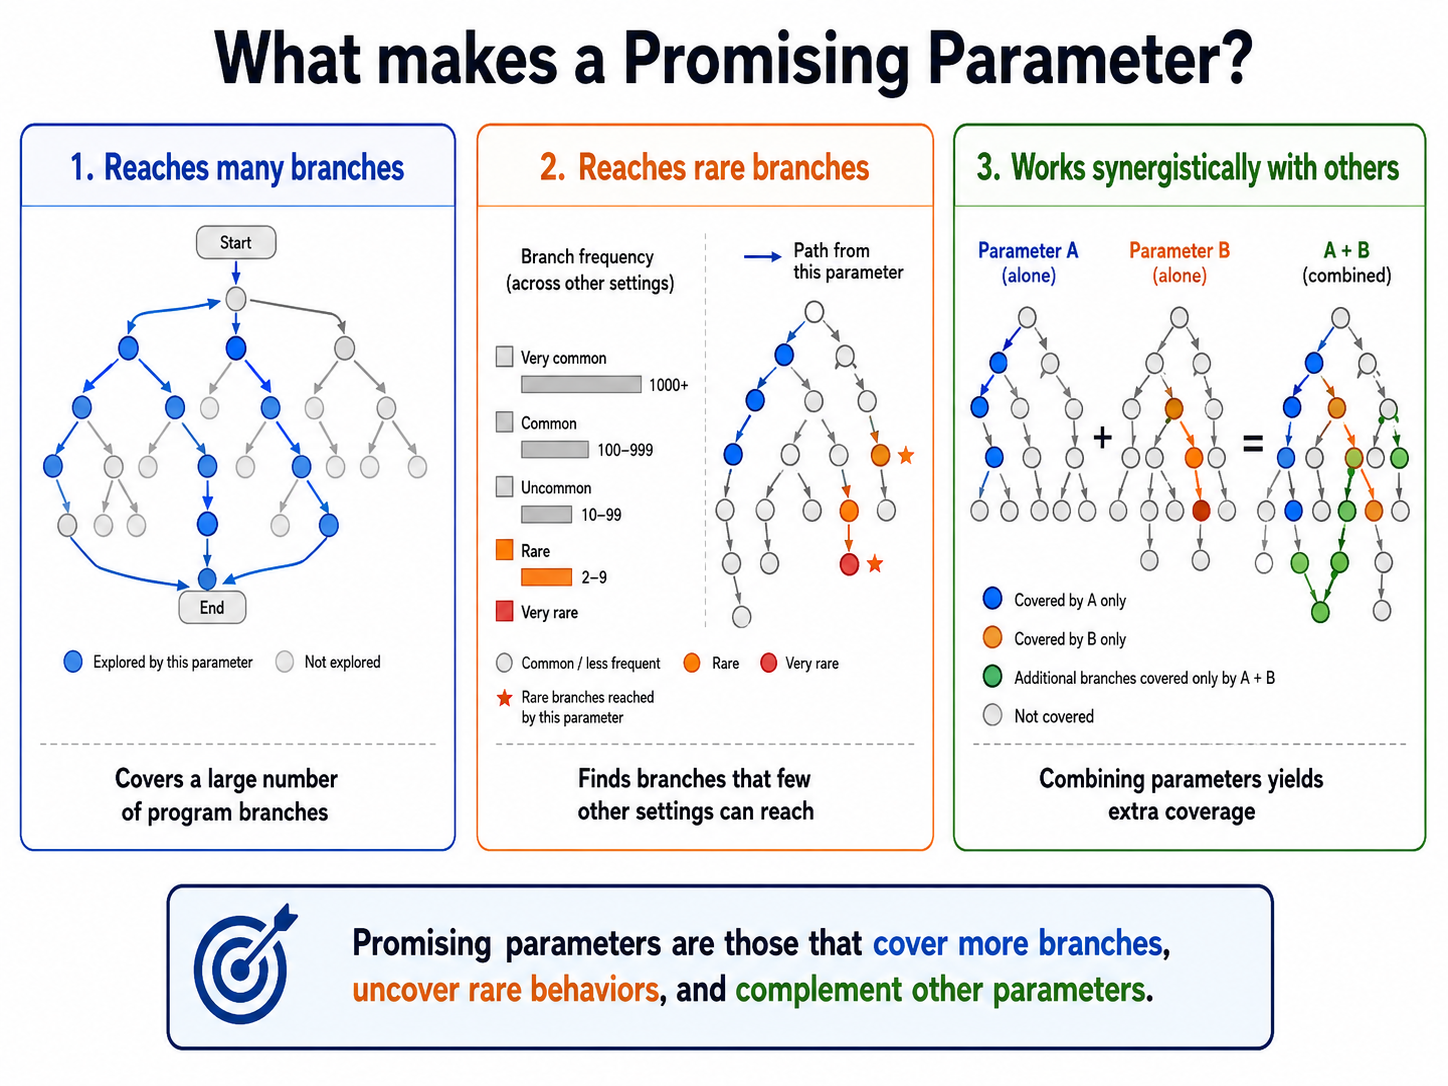 What makes a Promising Parameter?
1. Reaches many branches
Start
End
Explored by this parameter
Not explored
Covers a large number
of program branches
2. Reaches rare branches
Branch frequency
(across other settings)
Very common
1000+
Common
100–999
Uncommon
10–99
Rare
2–9
Very rare
Path from
this parameter
Common / less frequent
Rare
Very rare
Rare branches reached
by this parameter
Finds branches that few
other settings can reach
3. Works synergistically with others
Parameter A
(alone)
+
Parameter B
(alone)
=
A + B
(combined)
Covered by A only
Covered by B only
Additional branches covered only by A + B
Not covered
Combining parameters yields
extra coverage
Promising parameters are those that cover more branches,
uncover rare behaviors, and complement other parameters.